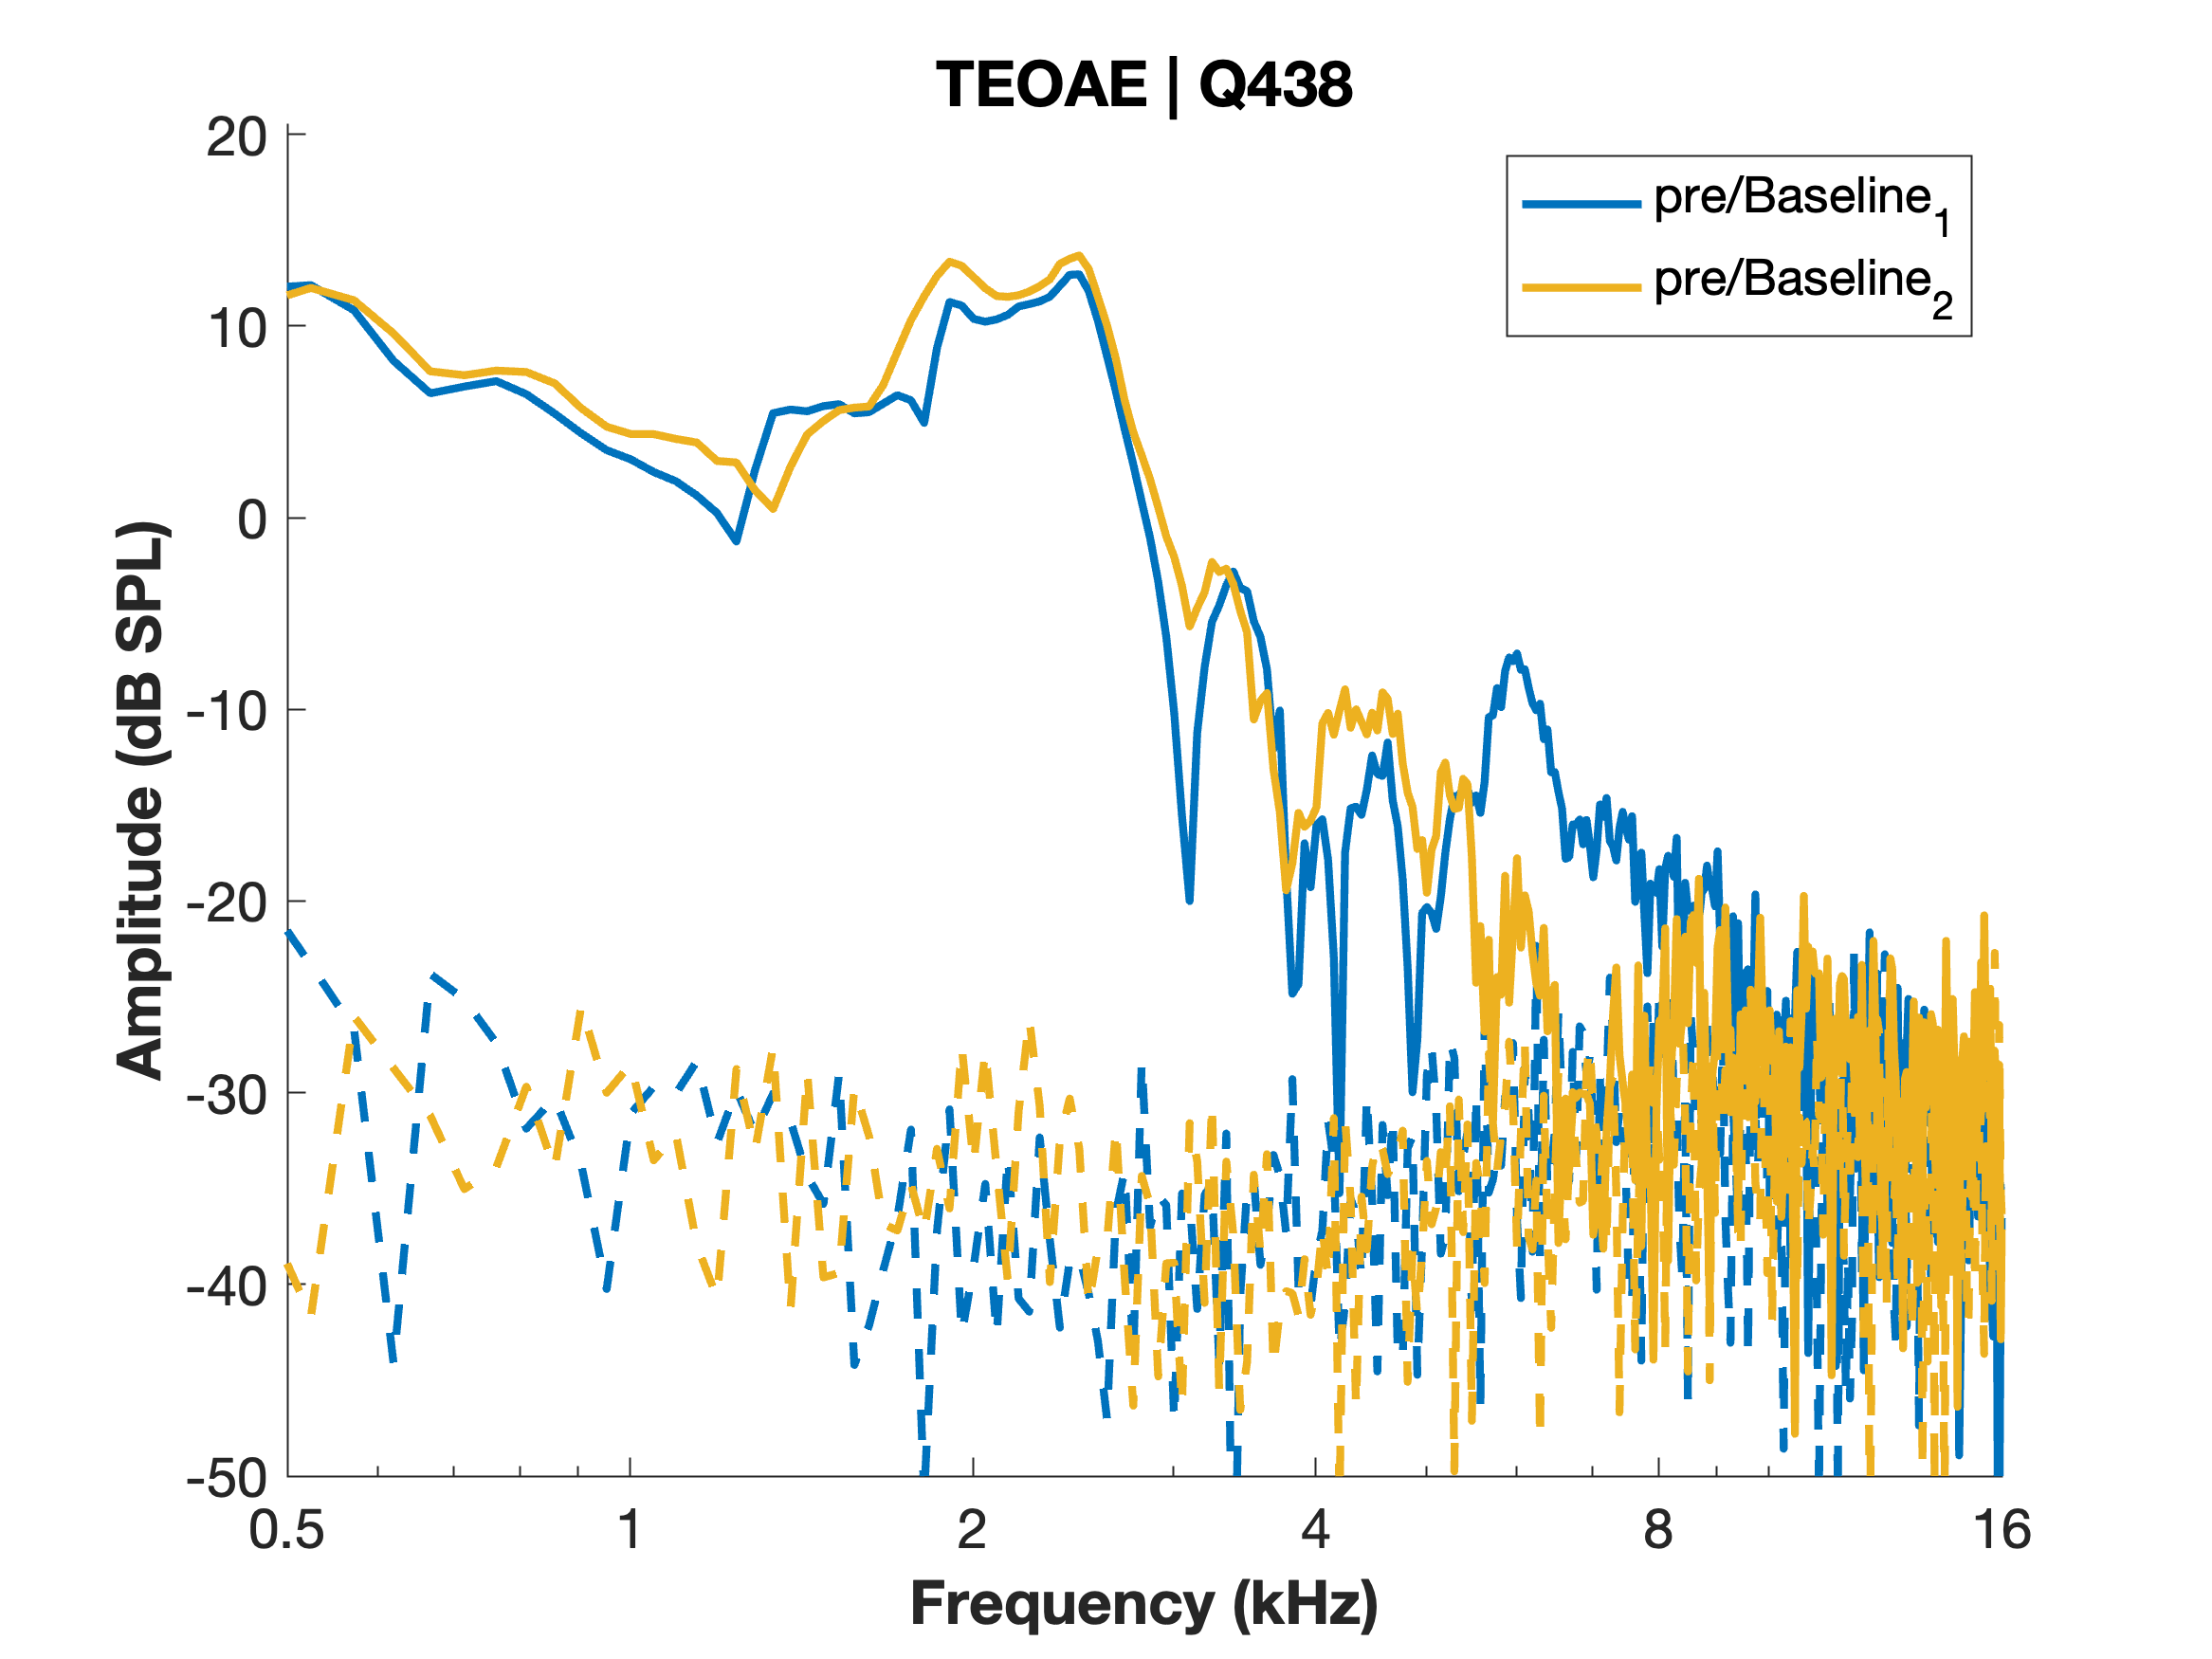 TEOAE | Q438
pre/Baseline1
pre/Baseline2
20
10
0
-10
-20
-30
-40
-50
Amplitude (dB SPL)
0.5 1 2 4 8 16
Frequency (kHz)